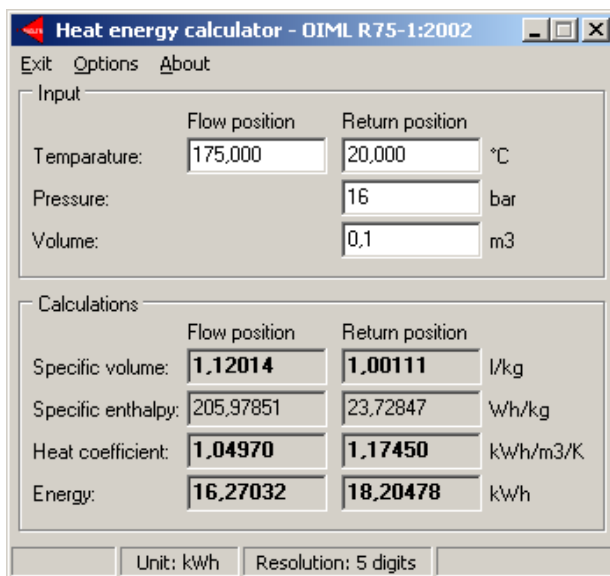 Heat energy calculator - OIML R75-1:2002
Exit Options About
Input
Flow position Return position
Temparature: 175,000 20,000 °C
Pressure: 16 bar
Volume: 0,1 m3
Calculations
Flow position Return position
Specific volume: 1,12014 1,00111 l/kg
Specific enthalpy: 205,97851 23,72847 Wh/kg
Heat coefficient: 1,04970 1,17450 kWh/m3/K
Energy: 16,27032 18,20478 kWh
Unit: kWh Resolution: 5 digits